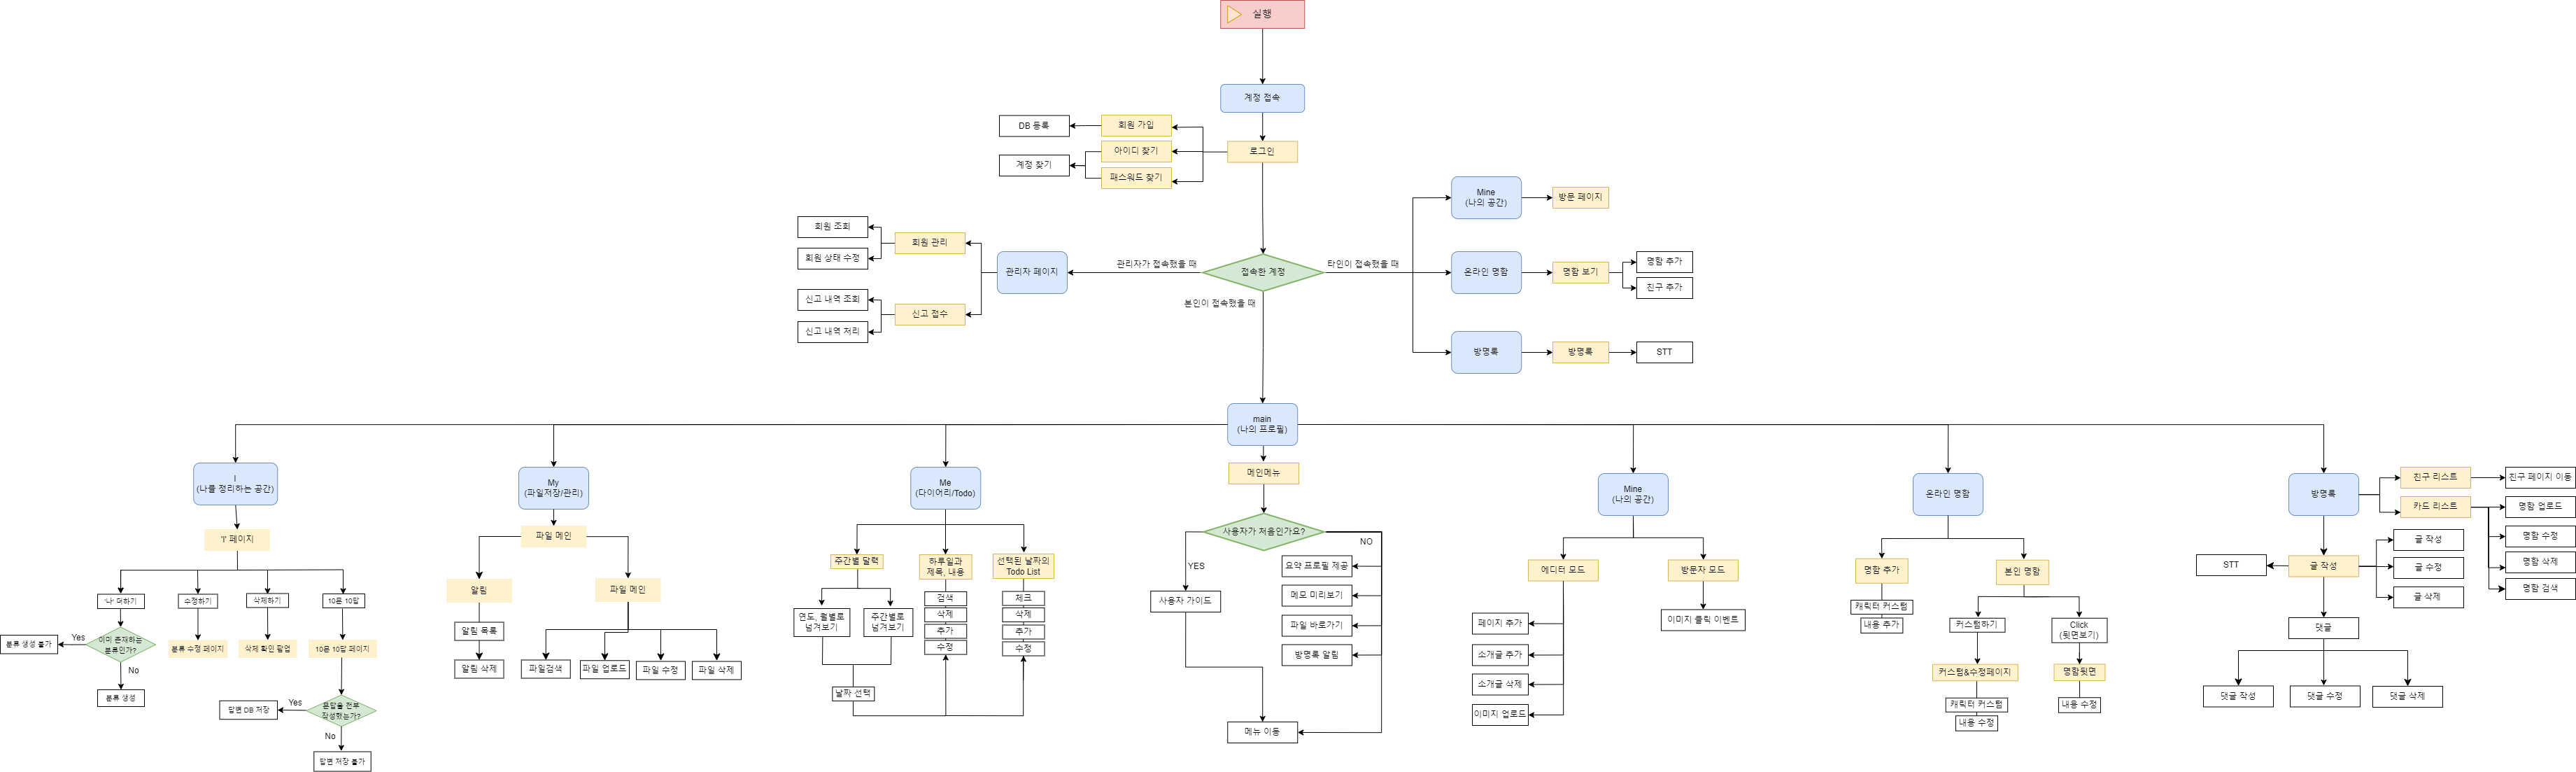 실행
계정 접속
로그인
회원 가입
DB 등록
아이디 찾기
계정 찾기
패스워드 찾기
접속한 계정
관리자가 접속했을 때
타인이 접속했을 때
본인이 접속했을 때
관리자 페이지
회원 관리
회원 조회
회원 상태 수정
신고 접수
신고 내역 조회
신고 내역 처리
Mine
(나의 공간)
방문 페이지
온라인 명함
명함 보기
명함 추가
친구 추가
방명록
방명록
STT
main
(나의 프로필)
I
(나를 정리하는 공간)
'I' 페이지
'나' 더하기
수정하기
삭제하기
10문 10답
이미 존재하는
분류인가?
Yes
분류 생성 불가
No
분류 생성
분류 수정 페이지
삭제 확인 팝업
10문 10답 페이지
문답을 전부
작성했는가?
Yes
답변 DB 저장
No
답변 저장 불가
My
(파일저장/관리)
파일 메인
알림
알림 목록
알림 삭제
파일 메인
파일검색
파일 업로드
파일 수정
파일 삭제
Me
(다이어리/Todo)
주간별 달력
연도, 월별로
넘겨보기
주간별로
넘겨보기
날짜 선택
하루일과
제목, 내용
검색
삭제
추가
수정
선택된 날짜의
Todo List
체크
삭제
추가
수정
메인메뉴
사용자가 처음인가요?
YES
NO
사용자 가이드
요약 프로필 제공
메모 미리보기
파일 바로가기
방명록 알림
메뉴 이동
Mine
(나의 공간)
에디터 모드
페이지 추가
소개글 추가
소개글 삭제
이미지 업로드
방문자 모드
이미지 클릭 이벤트
온라인 명함
명함 추가
캐릭터 커스텀
내용 추가
본인 명함
커스텀하기
커스텀&수정페이지
캐릭터 커스텀
내용 수정
Click
(뒷면보기)
명함뒷면
내용 수정
방명록
친구 리스트
친구 페이지 이동
카드 리스트
명함 업로드
명함 수정
명함 삭제
명함 검색
글 작성
STT
글 작성
글 수정
글 삭제
댓글
댓글 작성
댓글 수정
댓글 삭제